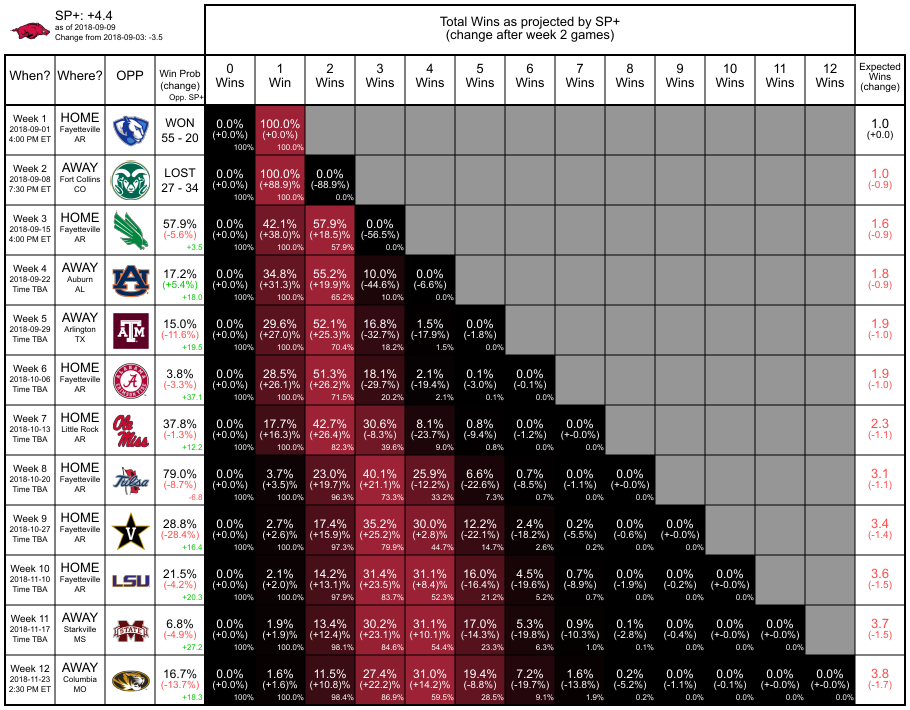 SP+: +4.4
as of 2018-09-09
Change from 2018-09-03: -3.5
Total Wins as projected by SP+
(change after week 2 games)
When? Where? OPP Win Prob (change) Opp. SP+ 0 Wins 1 Win 2 Wins 3 Wins 4 Wins 5 Wins 6 Wins 7 Wins 8 Wins 9 Wins 10 Wins 11 Wins 12 Wins Expected Wins (change)
Week 1 HOME WON 0.0% 100.0% 1.0
2018-09-01 Fayetteville 55 - 20 (+0.0%) (+0.0%) (+0.0)
4:00 PM ET AR 100% 100.0%
Week 2 AWAY LOST 0.0% 100.0% 0.0% 1.0
2018-09-08 Fort Collins 27 - 34 (+0.0%) (+88.9)% (-88.9%) (-0.9)
7:30 PM ET CO 100% 100.0% 0.0%
Week 3 HOME 57.9% 0.0% 42.1% 57.9% 0.0% 1.6
2018-09-15 Fayetteville (-5.6%) (+0.0%) (+38.0%) (+18.5%) (-56.5%) (-0.9)
4:00 PM ET AR +3.5 100% 100.0% 57.9% 0.0%
Week 4 AWAY 17.2% 0.0% 34.8% 55.2% 10.0% 0.0% 1.8
2018-09-22 Auburn (+5.4%) (+0.0%) (+31.3%) (+19.9%) (-44.6%) (-6.6%) (-0.9)
Time TBA AL +18.0 100% 100.0% 65.2% 10.0% 0.0%
Week 5 AWAY A T M 15.0% 0.0% 29.6% 52.1% 16.8% 1.5% 0.0% 1.9
2018-09-29 Arlington (-11.6%) (+0.0%) (+27.0%) (+25.3%) (-32.7%) (-17.9%) (-1.8%) (-1.0)
Time TBA TX +19.5 100% 100.0% 70.4% 18.2% 1.5% 0.0%
Week 6 HOME 3.8% 0.0% 28.5% 51.3% 18.1% 2.1% 0.1% 0.0% 1.9
2018-10-06 Fayetteville (-3.3%) (+0.0%) (+26.1%) (+26.2%) (-29.7%) (-19.4%) (-3.0%) (-0.1%) (-1.0)
Time TBA AR +37.1 100% 100.0% 71.5% 20.2% 2.1% 0.1% 0.0%
Week 7 HOME Ole Miss 37.8% 0.0% 17.7% 42.7% 30.6% 8.1% 0.8% 0.0% 0.0% 2.3
2018-10-13 Little Rock (-1.3%) (+0.0%) (+16.3%) (+26.4%) (-8.3%) (-23.7%) (-9.4%) (-1.2%) (+-0.0%) (-1.1)
Time TBA AR +12.2 100% 100.0% 82.3% 39.6% 9.0% 0.8% 0.0% 0.0%
Week 8 HOME Tulsa 79.0% 0.0% 3.7% 23.0% 40.1% 25.9% 6.6% 0.7% 0.0% 0.0% 3.1
2018-10-20 Fayetteville (-8.7%) (+0.0%) (+3.5%) (+19.7%) (+21.1%) (-12.2%) (-22.6%) (-8.5%) (-1.1%) (+-0.0%) (-1.1)
Time TBA AR -6.8 100% 100.0% 96.3% 73.3% 33.2% 7.3% 0.7% 0.0% 0.0%
Week 9 HOME V 28.8% 0.0% 2.7% 17.4% 35.2% 30.0% 12.2% 2.4% 0.2% 0.0% 0.0% 3.4
2018-10-27 Fayetteville (-28.4%) (+0.0%) (+2.6%) (+15.9%) (+25.2%) (+2.8%) (-21.1%) (-18.2%) (-5.5%) (-0.6%) (+-0.0%) (-1.4)
Time TBA AR +16.4 100% 100.0% 97.3% 79.9% 44.7% 14.7% 2.6% 0.2% 0.0% 0.0%
Week 10 HOME LSU 21.5% 0.0% 2.1% 14.2% 31.4% 31.1% 16.0% 4.5% 0.7% 0.0% 0.0% 0.0% 3.6
2018-11-10 Fayetteville (-4.2%) (+0.0%) (+2.0%) (+13.1%) (+23.5%) (+8.4%) (-16.4%) (-19.6%) (-8.9%) (-1.9%) (-0.2%) (+-0.0%) (-1.5)
Time TBA AR +20.3 100% 100.0% 97.9% 83.7% 52.3% 21.2% 5.2% 0.7% 0.0% 0.0% 0.0%
Week 11 AWAY STATE 6.8% 0.0% 1.9% 13.4% 30.2% 31.1% 17.0% 5.3% 0.9% 0.1% 0.0% 0.0% 0.0% 3.7
2018-11-17 Starkville (-4.9%) (+0.0%) (+1.9%) (+12.4%) (+23.1%) (+10.1%) (-14.3%) (-19.8%) (-10.3%) (-2.8%) (-0.4%) (+-0.0%) (+-0.0%) (-1.5)
Time TBA MS +27.2 100% 100.0% 98.1% 84.6% 54.4% 23.3% 6.3% 1.0% 0.1% 0.0% 0.0% 0.0%
Week 12 AWAY 16.7% 0.0% 1.6% 11.5% 27.4% 31.0% 19.4% 7.2% 1.6% 0.2% 0.0% 0.0% 0.0% 0.0% 3.8
2018-11-23 Columbia (-13.7%) (+0.0%) (+1.6%) (+10.8%) (+22.2%) (+14.2%) (-8.8%) (-19.7%) (-13.8%) (-5.2%) (-1.1%) (-0.1%) (+-0.0%) (+-0.0%) (-1.7)
2:30 PM ET MO +18.3 100% 100.0% 98.4% 86.9% 59.5% 28.5% 9.1% 1.9% 0.2% 0.0% 0.0% 0.0% 0.0%